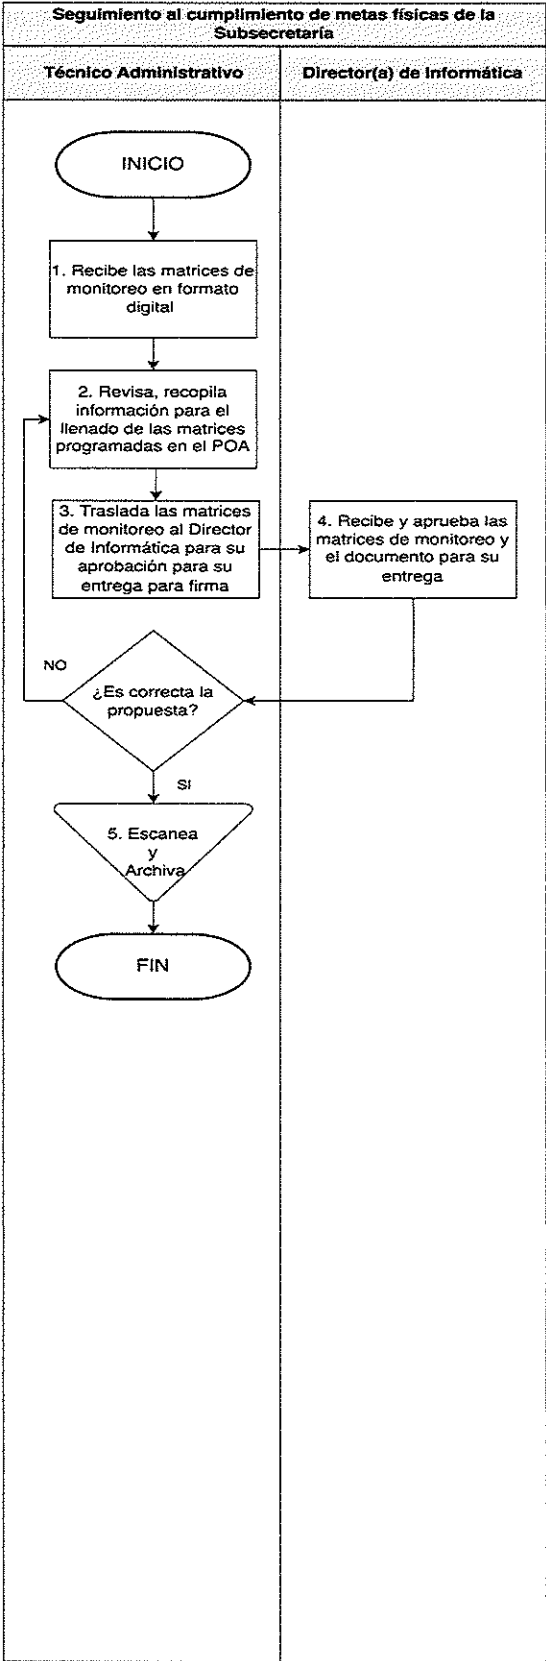 Seguimiento al cumplimiento de metas físicas de la
Subsecretaría
Técnico Administrativo
Director(a) de Informática
INICIO
1. Recibe las matrices de
monitoreo en formato
digital
2. Revisa, recopila
información para el
llenado de las matrices
programadas en el POA
3. Traslada las matrices
de monitoreo al Director
de Informática para su
aprobación para su
entrega para firma
4. Recibe y aprueba las
matrices de monitoreo y
el documento para su
entrega
NO
¿Es correcta la
propuesta?
SI
5. Escanea
y
Archiva
FIN